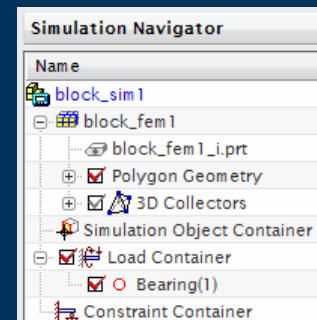 Simulation Navigator
Name
block_sim1
block_fem1
block_fem1_i.prt
Polygon Geometry
3D Collectors
Simulation Object Container
Load Container
Bearing(1)
Constraint Container